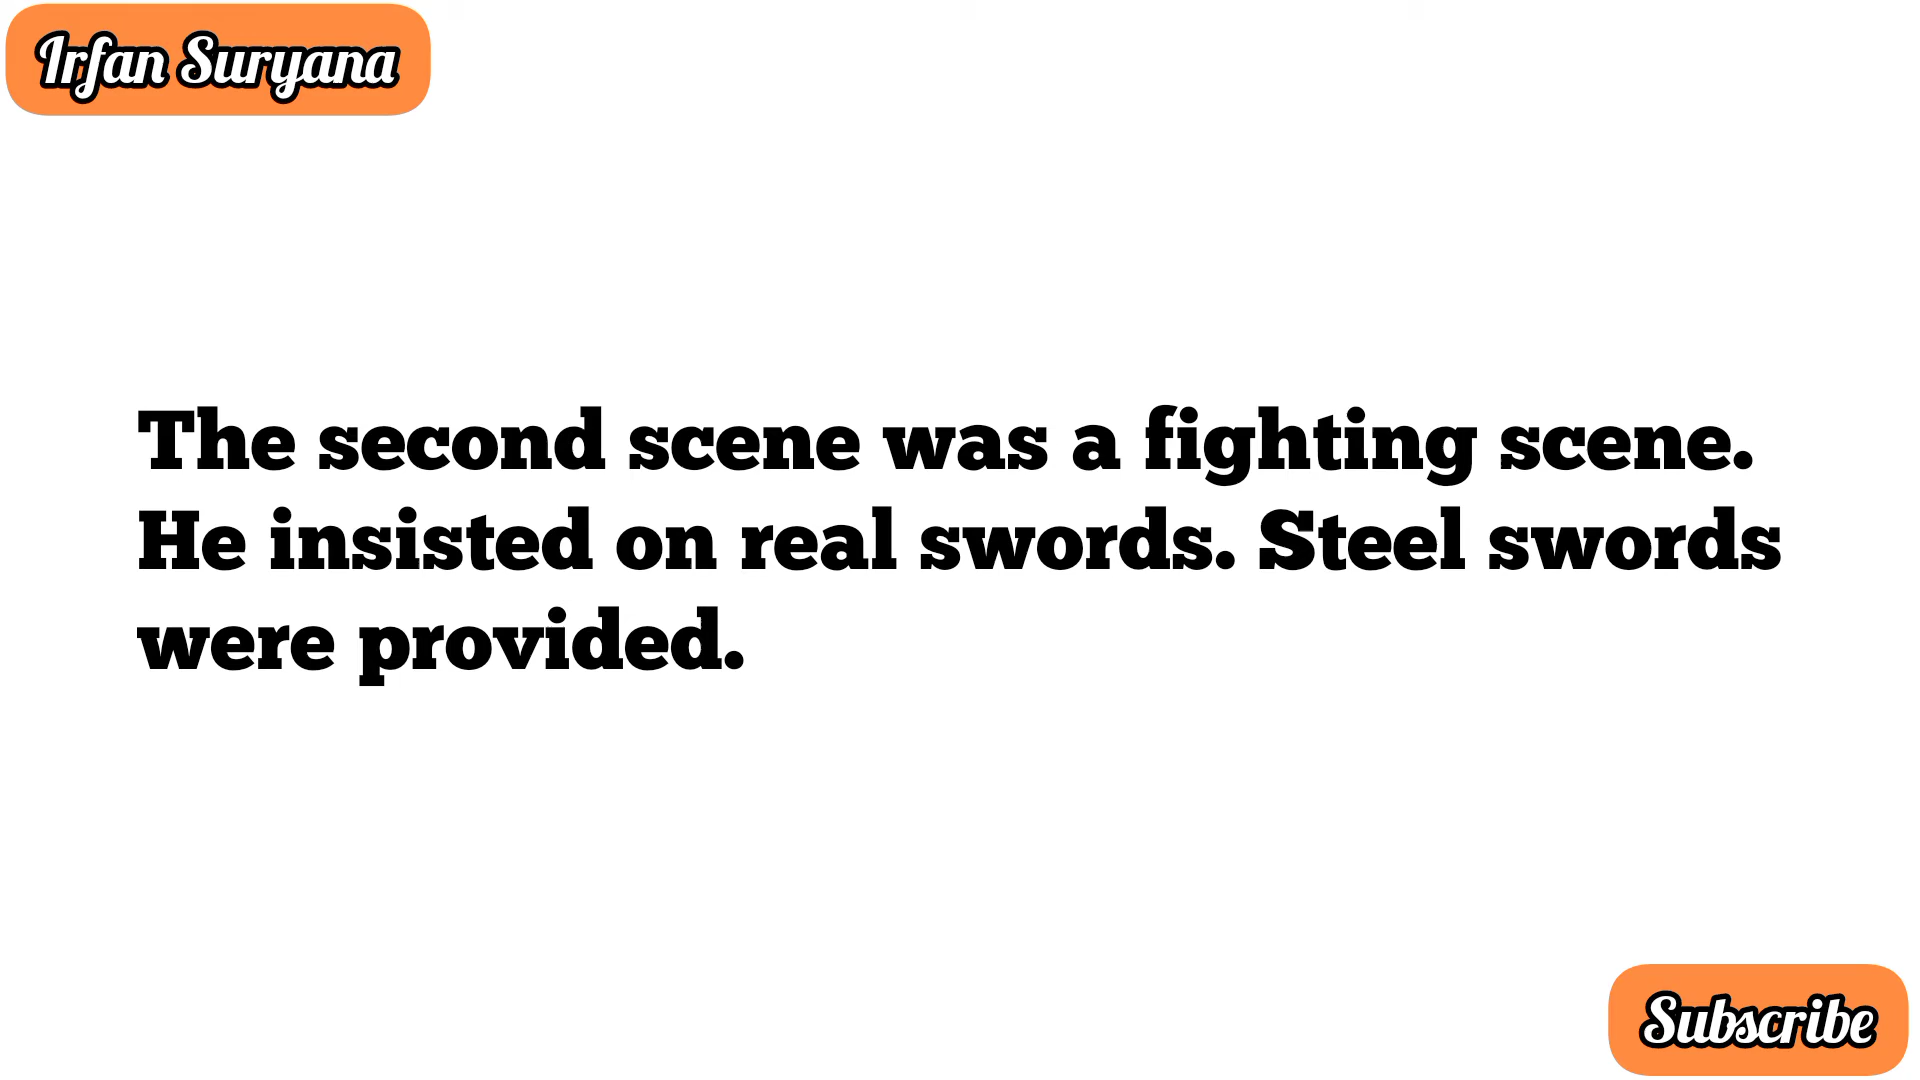 Irfan Suryana
The second scene was a fighting scene.
He insisted on real swords. Steel swords
were provided.
Subscribe